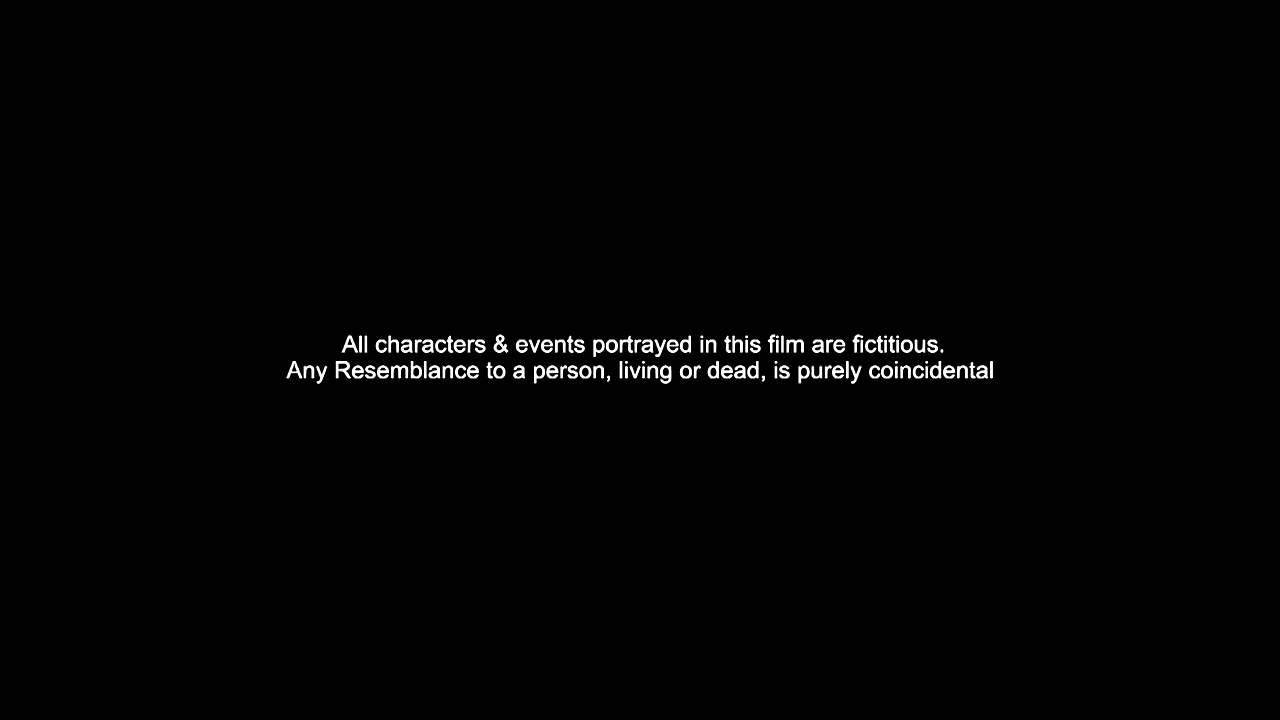 All characters & events portrayed in this film are fictitious.
Any Resemblance to a person, living or dead, is purely coincidental